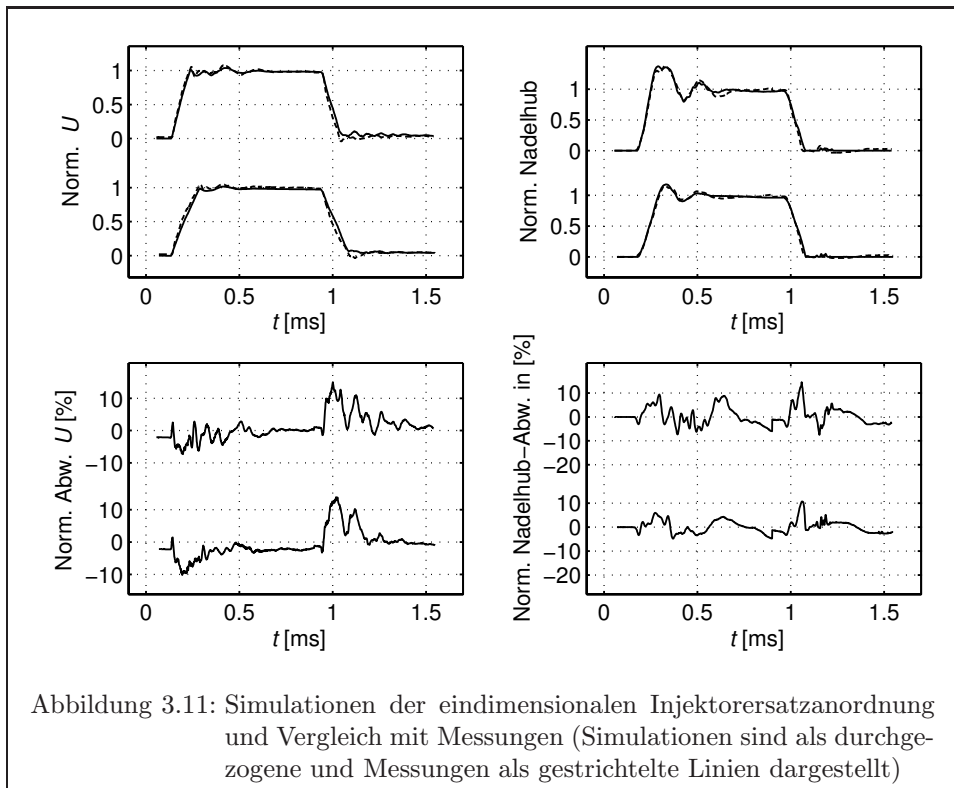 1
0.5
0
1
0.5
0
Norm. U
0 0.5 1 1.5
t [ms]
1
0.5
0
1
0.5
0
Norm. Nadelhub
0 0.5 1 1.5
t [ms]
10
0
−10
10
0
−10
Norm. Abw. U [%]
0 0.5 1 1.5
t [ms]
10
0
−10
−20
10
0
−10
−20
Norm. Nadelhub−Abw. in [%]
0 0.5 1 1.5
t [ms]
Abbildung 3.11: Simulationen der eindimensionalen Injektorersatzanordnung
und Vergleich mit Messungen (Simulationen sind als durchge-
zogene und Messungen als gestrichtelte Linien dargestellt)